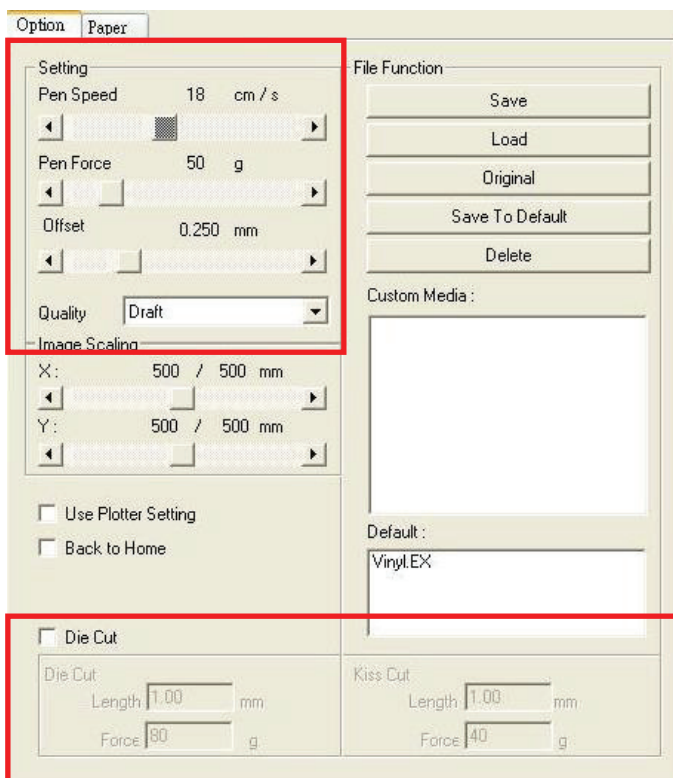 Option Paper
Setting
Pen Speed 18 cm / s
Pen Force 50 g
Offset 0.250 mm
Quality Draft
Image Scaling
X : 500 / 500 mm
Y : 500 / 500 mm
Use Plotter Setting
Back to Home
File Function
Save
Load
Original
Save To Default
Delete
Custom Media :
Default :
Vinyl.EX
Die Cut
Die Cut
Length 1.00 mm
Force 80 g
Kiss Cut
Length 1.00 mm
Force 40 g